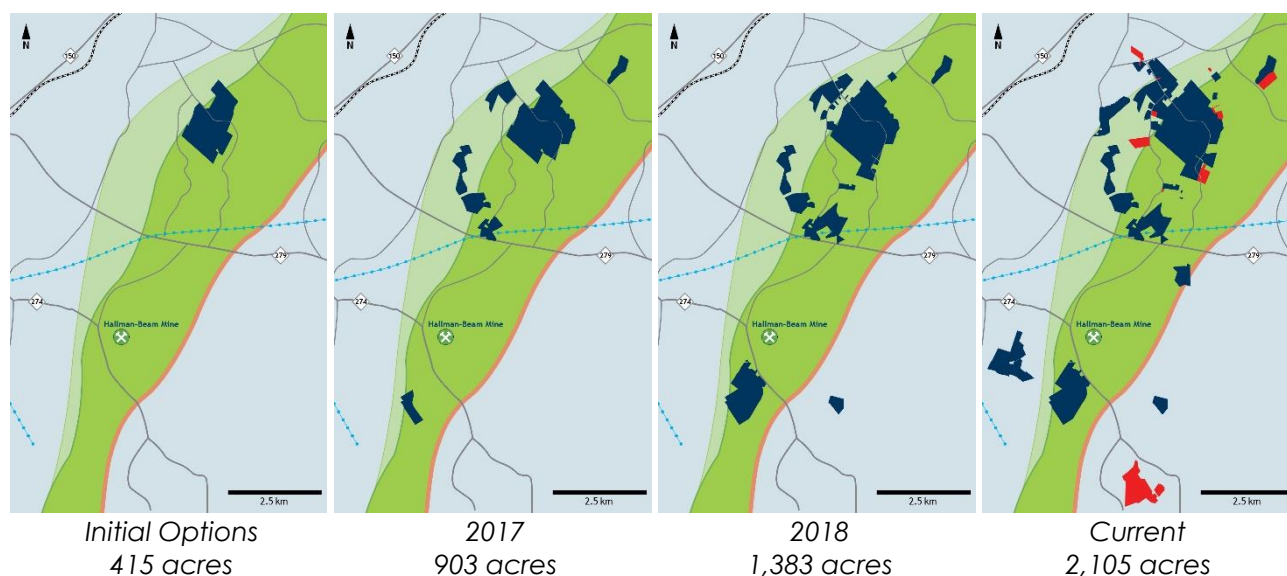 N
150
279
274
Hallman-Beam Mine
2.5 km
Initial Options
415 acres
N
150
279
274
Hallman-Beam Mine
2.5 km
2017
903 acres
N
150
279
274
Hallman-Beam Mine
2.5 km
2018
1,383 acres
N
150
279
274
Hallman-Beam Mine
2.5 km
Current
2,105 acres